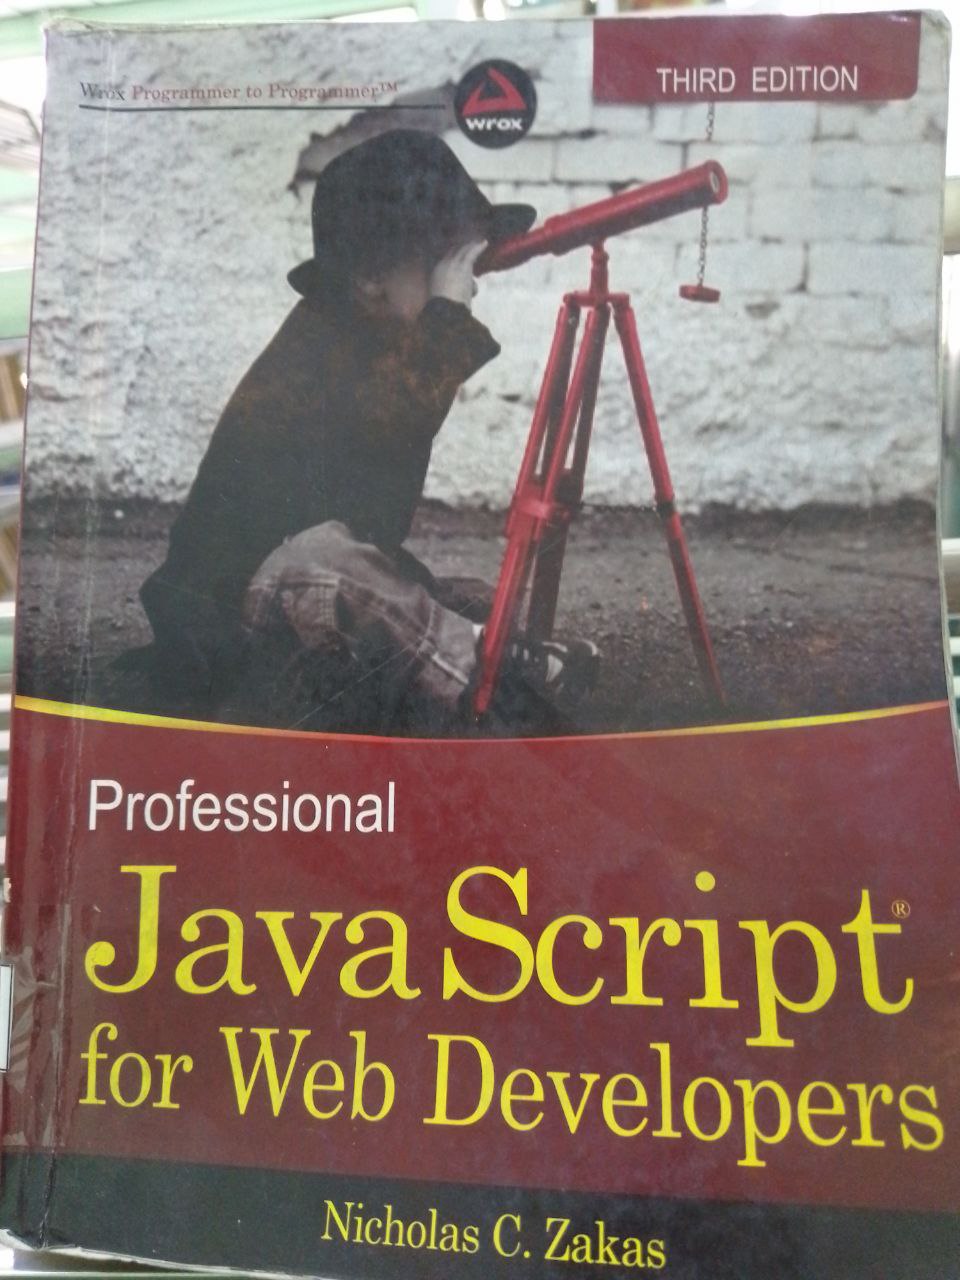 Wrox Programmer to Programmer™
wrox
THIRD EDITION
Professional
JavaScript®
for Web Developers
Nicholas C. Zakas